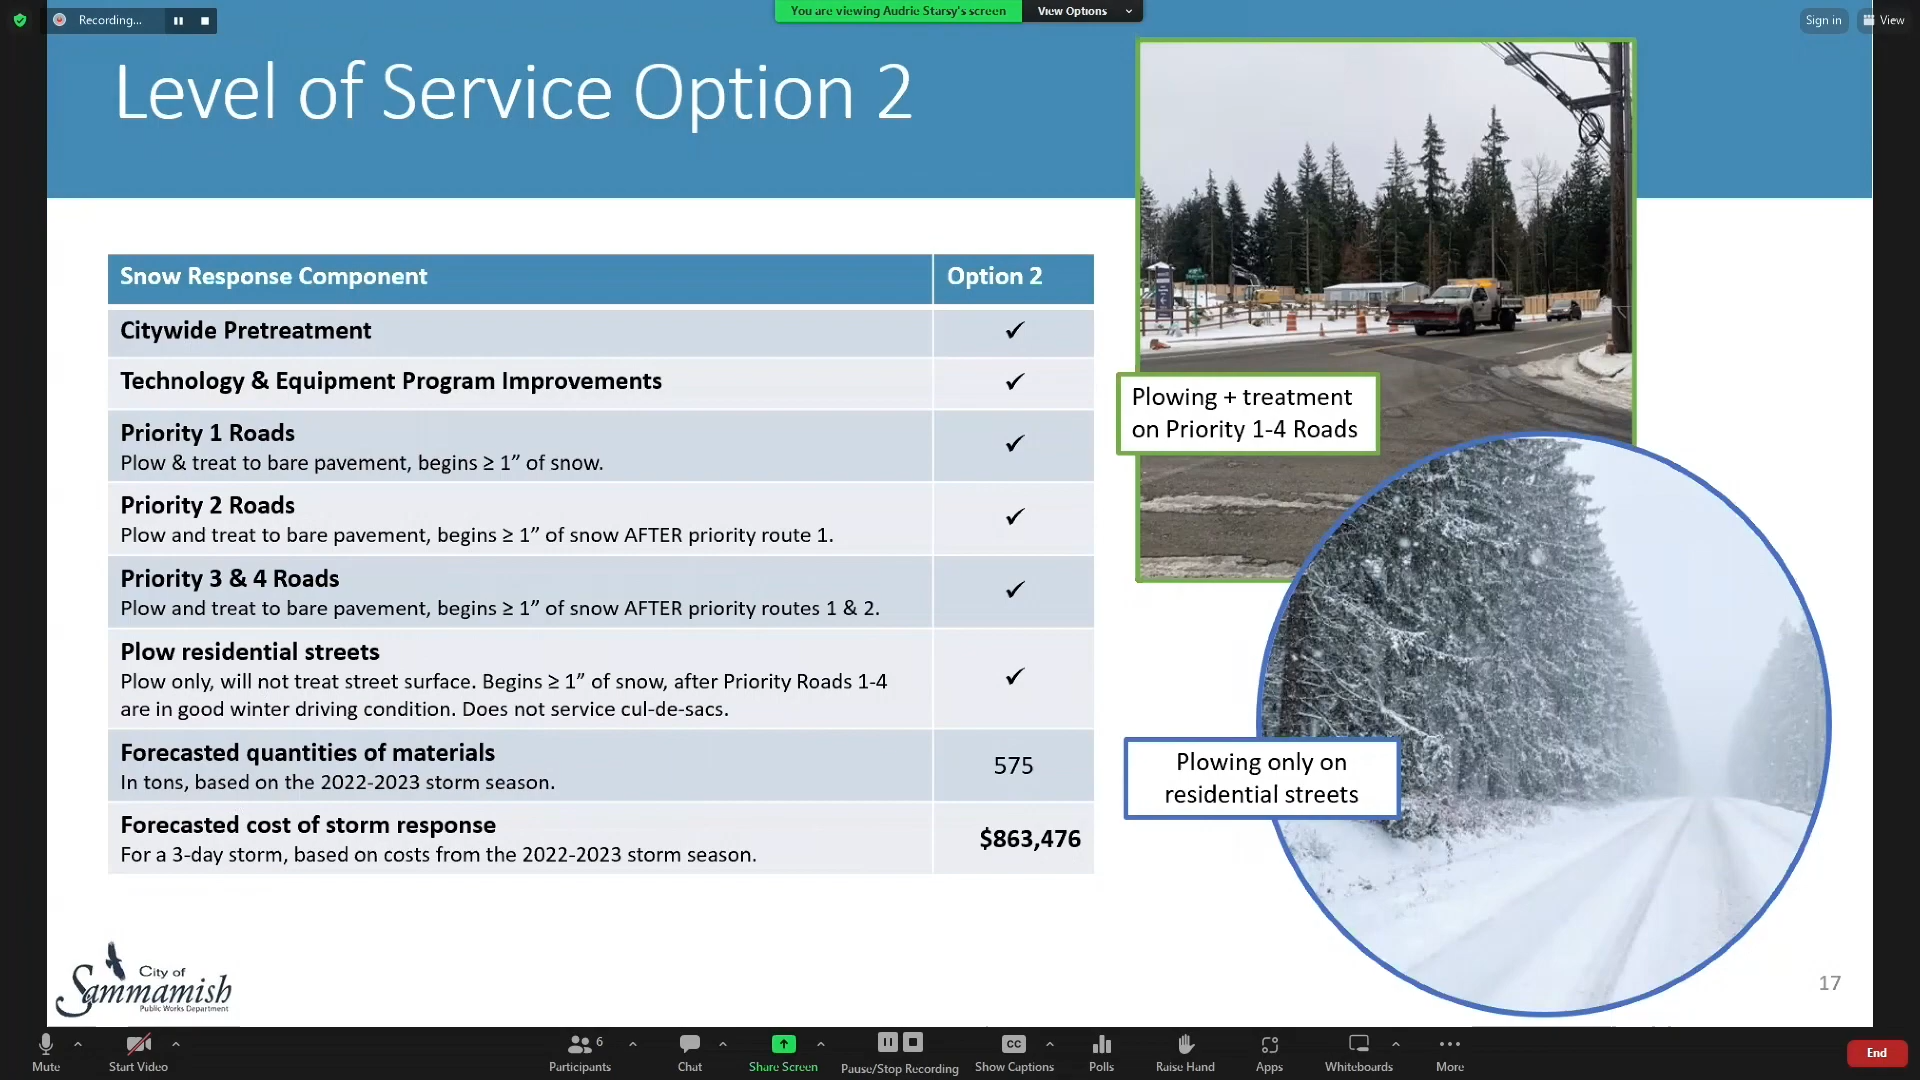 Recording...
You are viewing Audrie Starsy's screen
View Options
Sign in
View
Level of Service Option 2
Snow Response Component
Option 2
Citywide Pretreatment
✓
Technology & Equipment Program Improvements
✓
Priority 1 Roads
Plow & treat to bare pavement, begins ≥ 1” of snow.
✓
Priority 2 Roads
Plow and treat to bare pavement, begins ≥ 1” of snow AFTER priority route 1.
✓
Priority 3 & 4 Roads
Plow and treat to bare pavement, begins ≥ 1” of snow AFTER priority routes 1 & 2.
✓
Plow residential streets
Plow only, will not treat street surface. Begins ≥ 1” of snow, after Priority Roads 1-4
are in good winter driving condition. Does not service cul-de-sacs.
✓
Forecasted quantities of materials
In tons, based on the 2022-2023 storm season.
575
Forecasted cost of storm response
For a 3-day storm, based on costs from the 2022-2023 storm season.
$863,476
Plowing + treatment
on Priority 1-4 Roads
Plowing only on
residential streets
City of
Sammamish
Public Works Department
17
Mute
Start Video
Participants
6
Chat
Share Screen
Pause/Stop Recording
CC
Show Captions
Polls
Raise Hand
Apps
Whiteboards
More
End